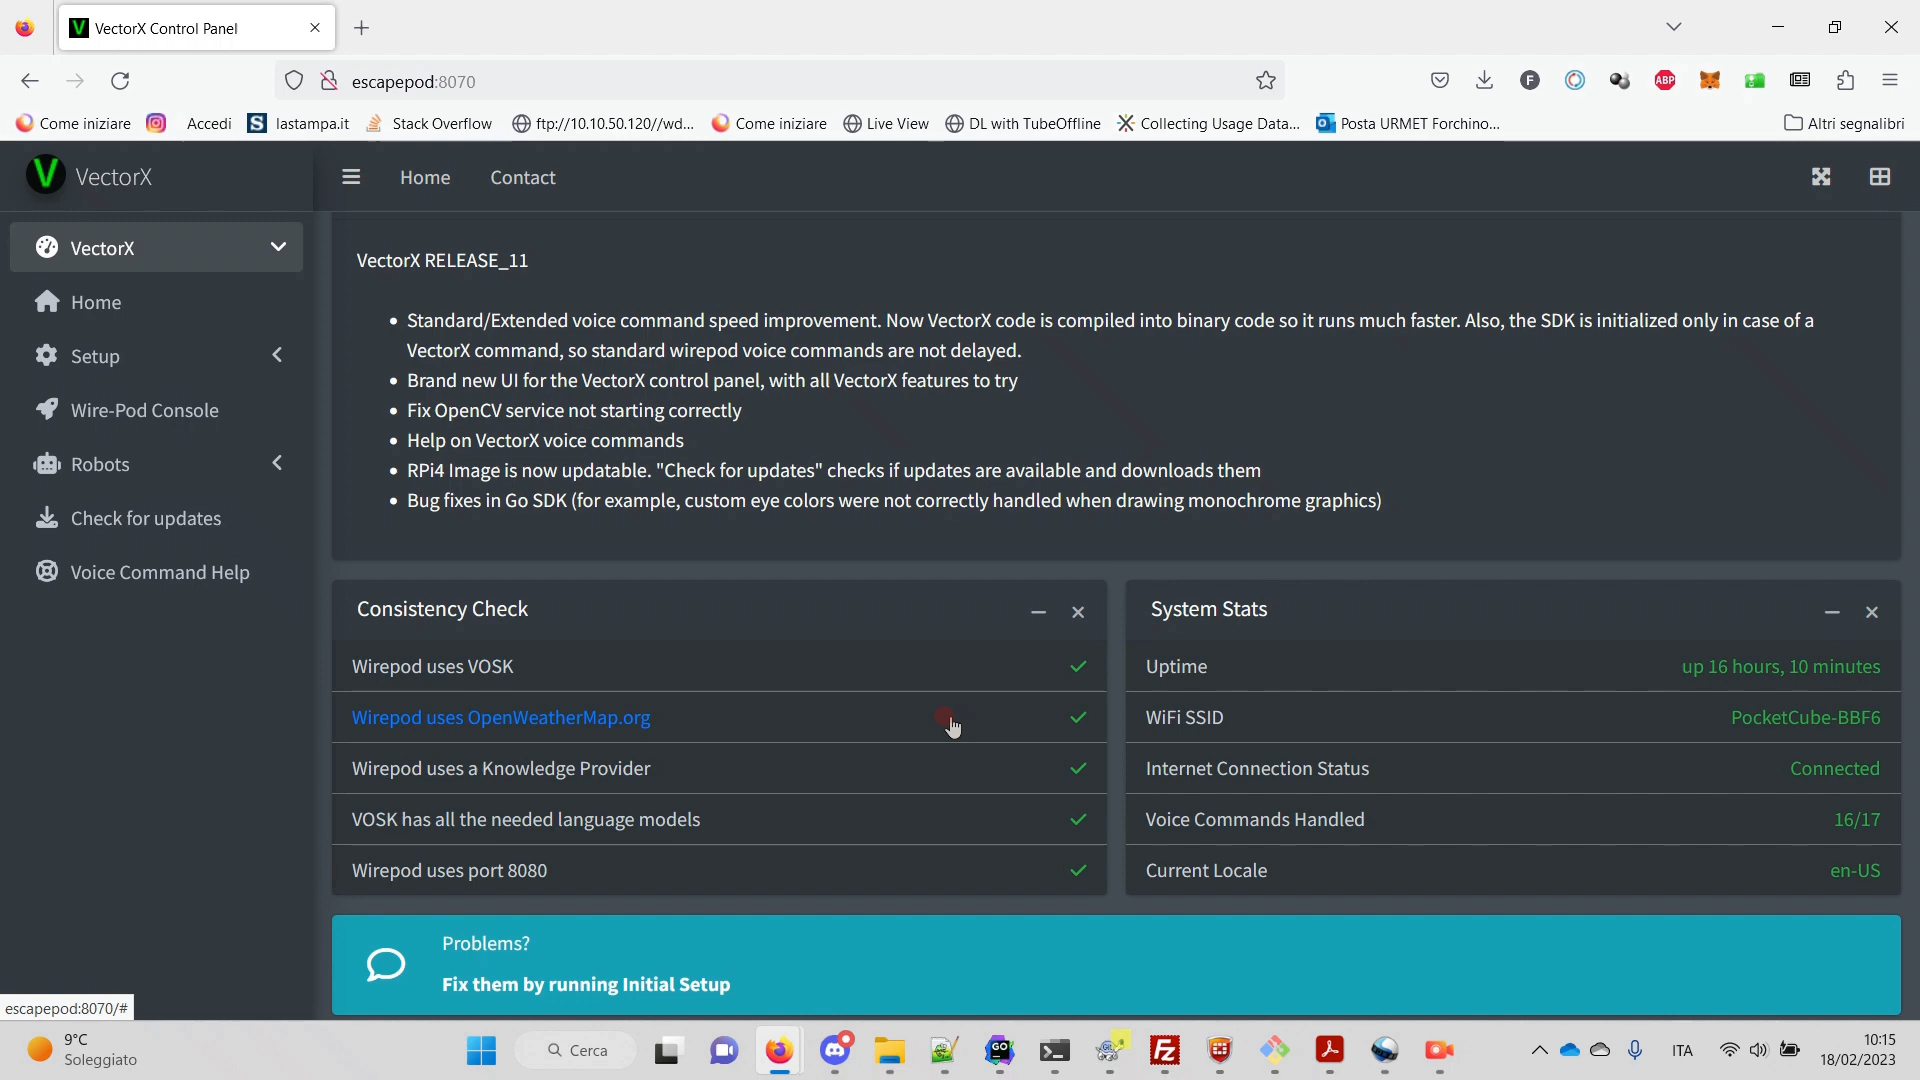 VectorX Control Panel
escapepod:8070
Come iniziare
Accedi
lastampa.it
Stack Overflow
ftp://10.10.50.120//wd...
Come iniziare
Live View
DL with TubeOffline
Collecting Usage Data...
Posta URMET Forchino...
Altri segnalibri
V VectorX
Home
Contact
VectorX
Home
Setup
Wire-Pod Console
Robots
Check for updates
Voice Command Help
VectorX RELEASE_11
• Standard/Extended voice command speed improvement. Now VectorX code is compiled into binary code so it runs much faster. Also, the SDK is initialized only in case of a
VectorX command, so standard wirepod voice commands are not delayed.
• Brand new UI for the VectorX control panel, with all VectorX features to try
• Fix OpenCV service not starting correctly
• Help on VectorX voice commands
• RPi4 Image is now updatable. "Check for updates" checks if updates are available and downloads them
• Bug fixes in Go SDK (for example, custom eye colors were not correctly handled when drawing monochrome graphics)
Consistency Check
Wirepod uses VOSK
Wirepod uses OpenWeatherMap.org
Wirepod uses a Knowledge Provider
VOSK has all the needed language models
Wirepod uses port 8080
System Stats
Uptime up 16 hours, 10 minutes
WiFi SSID PocketCube-BBF6
Internet Connection Status Connected
Voice Commands Handled 16/17
Current Locale en-US
Problems?
Fix them by running Initial Setup
escapepod:8070/#
9°C
Soleggiato
Cerca
ITA
10:15
18/02/2023